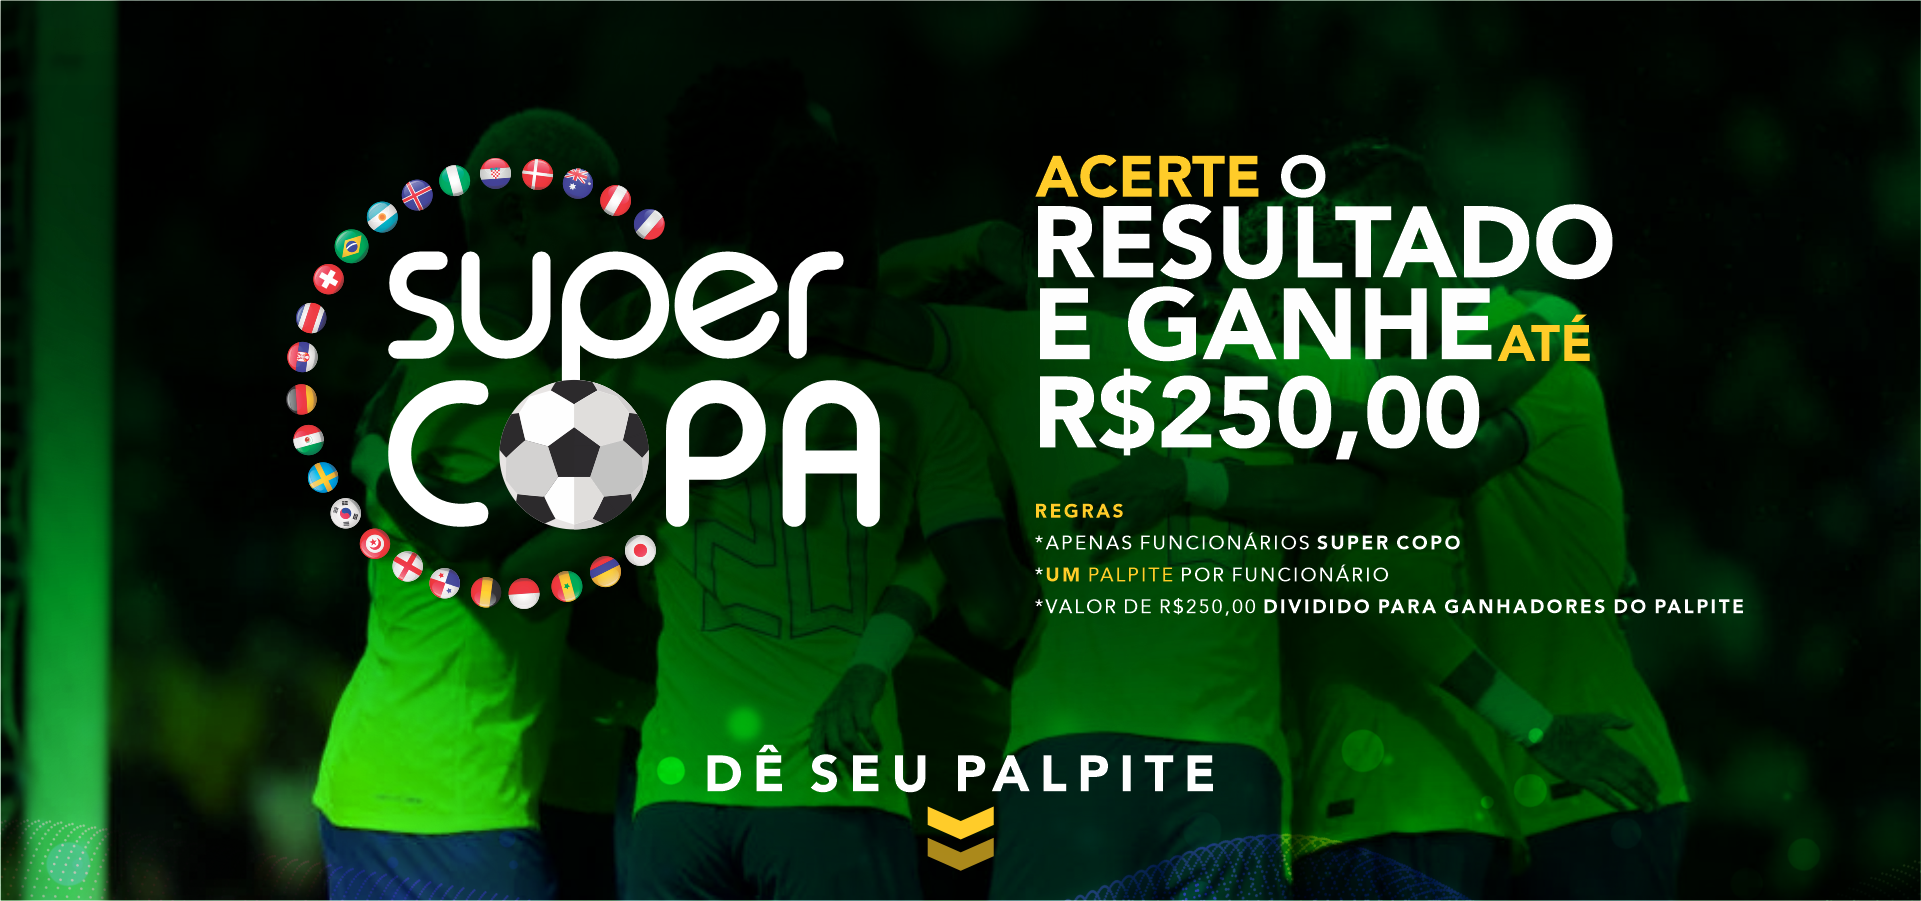 super
COPA
ACERTE O
RESULTADO
E GANHE ATÉ
R$250,00
REGRAS
*APENAS FUNCIONÁRIOS SUPER COPO
*UM PALPITE POR FUNCIONÁRIO
*VALOR DE R$250,00 DIVIDIDO PARA GANHADORES DO PALPITE
20
DÊ SEU PALPITE